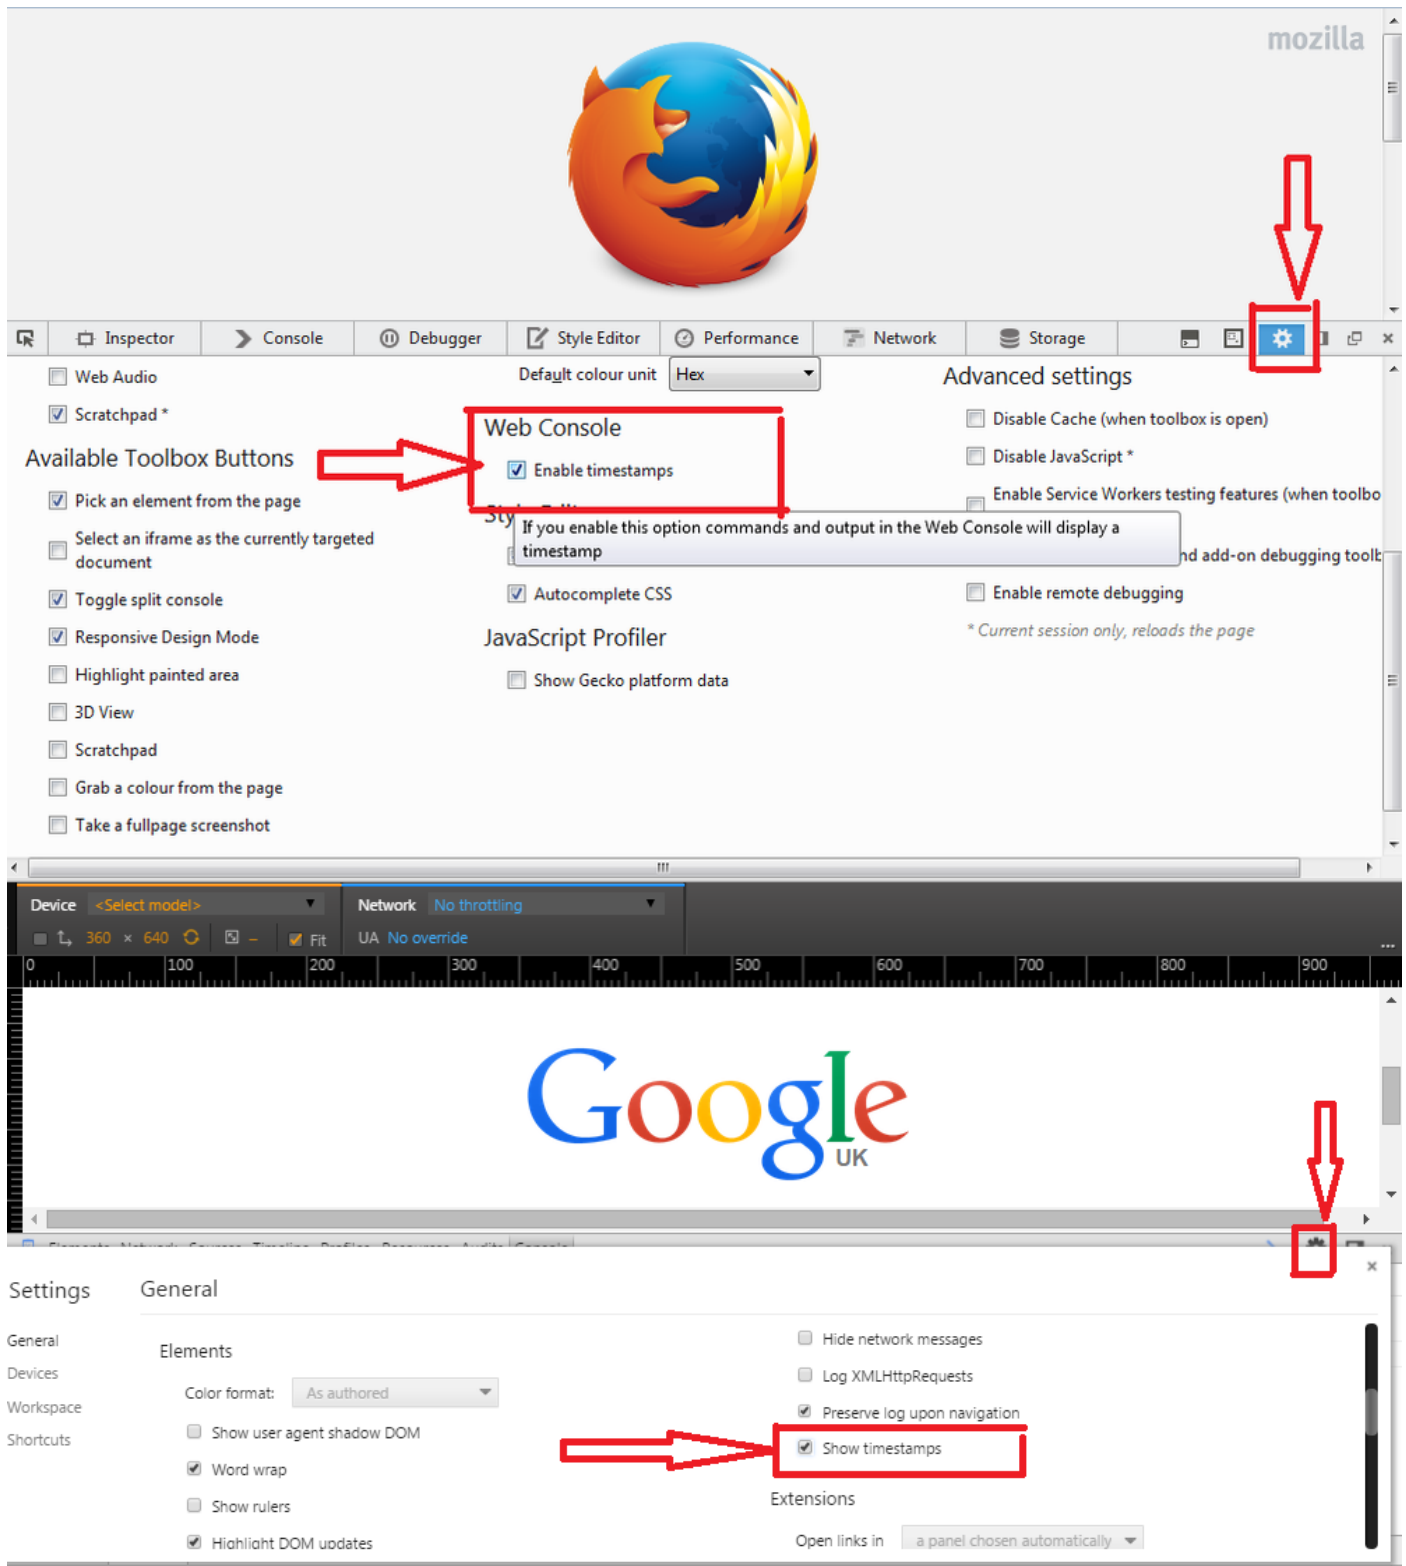 mozilla
Inspector
Console
Debugger
Style Editor
Performance
Network
Storage
Web Audio
Scratchpad *
Available Toolbox Buttons
Pick an element from the page
Select an iframe as the currently targeted
document
Toggle split console
Responsive Design Mode
Highlight painted area
3D View
Scratchpad
Grab a colour from the page
Take a fullpage screenshot
Default colour unit Hex
Web Console
Enable timestamps
If you enable this option commands and output in the Web Console will display a
timestamp
Autocomplete CSS
JavaScript Profiler
Show Gecko platform data
Advanced settings
Disable Cache (when toolbox is open)
Disable JavaScript *
Enable Service Workers testing features (when toolbo
nd add-on debugging toolb
Enable remote debugging
* Current session only, reloads the page
Device <Select model>
Network No throttling
360 × 640
Fit
UA No override
0 100 200 300 400 500 600 700 800 900
Google
UK
Elements Network Sources Timeline Profiles Resources Audits Console
Settings
General
Devices
Workspace
Shortcuts
General
Elements
Color format: As authored
Show user agent shadow DOM
Word wrap
Show rulers
Highlight DOM updates
Hide network messages
Log XMLHttpRequests
Preserve log upon navigation
Show timestamps
Extensions
Open links in a panel chosen automatically